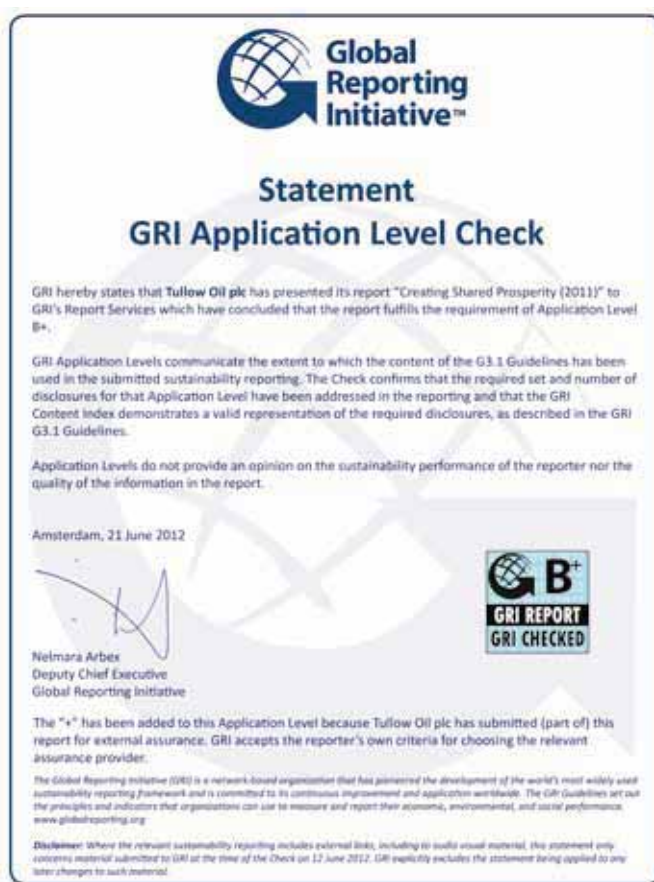 Global
Reporting
Initiative™
Statement
GRI Application Level Check
GRI hereby states that Tullow Oil plc has presented its report "Creating Shared Prosperity (2011)" to
GRI's Report Services which have concluded that the report fulfills the requirement of Application Level
B+.
GRI Application Levels communicate the extent to which the content of the G3.1 Guidelines has been
used in the submitted sustainability reporting. The Check confirms that the required set and number of
disclosures for that Application Level have been addressed in the reporting and that the GRI
Content Index demonstrates a valid representation of the required disclosures, as described in the GRI
G3.1 Guidelines.
Application Levels do not provide an opinion on the sustainability performance of the reporter nor the
quality of the information in the report.
Amsterdam, 21 June 2012
B+
GRI REPORT
GRI CHECKED
Nelmara Arbex
Deputy Chief Executive
Global Reporting Initiative
The "+" has been added to this Application Level because Tullow Oil plc has submitted (part of) this
report for external assurance. GRI accepts the reporter's own criteria for choosing the relevant
assurance provider.
The Global Reporting Initiative (GRI) is a network-based organization that has pioneered the development of the world's most widely used
sustainability reporting framework and is committed to its continuous improvement and application worldwide. The GRI Guidelines set out
the principles and indicators that organizations can use to measure and report their economic, environmental, and social performance.
www.globalreporting.org
Disclaimer: Where the relevant sustainability reporting includes external links, including to audio visual material, this statement only
concerns material submitted to GRI at the time of the Check on 12 June 2012. GRI explicitly excludes the statement being applied to any
later changes to such material.